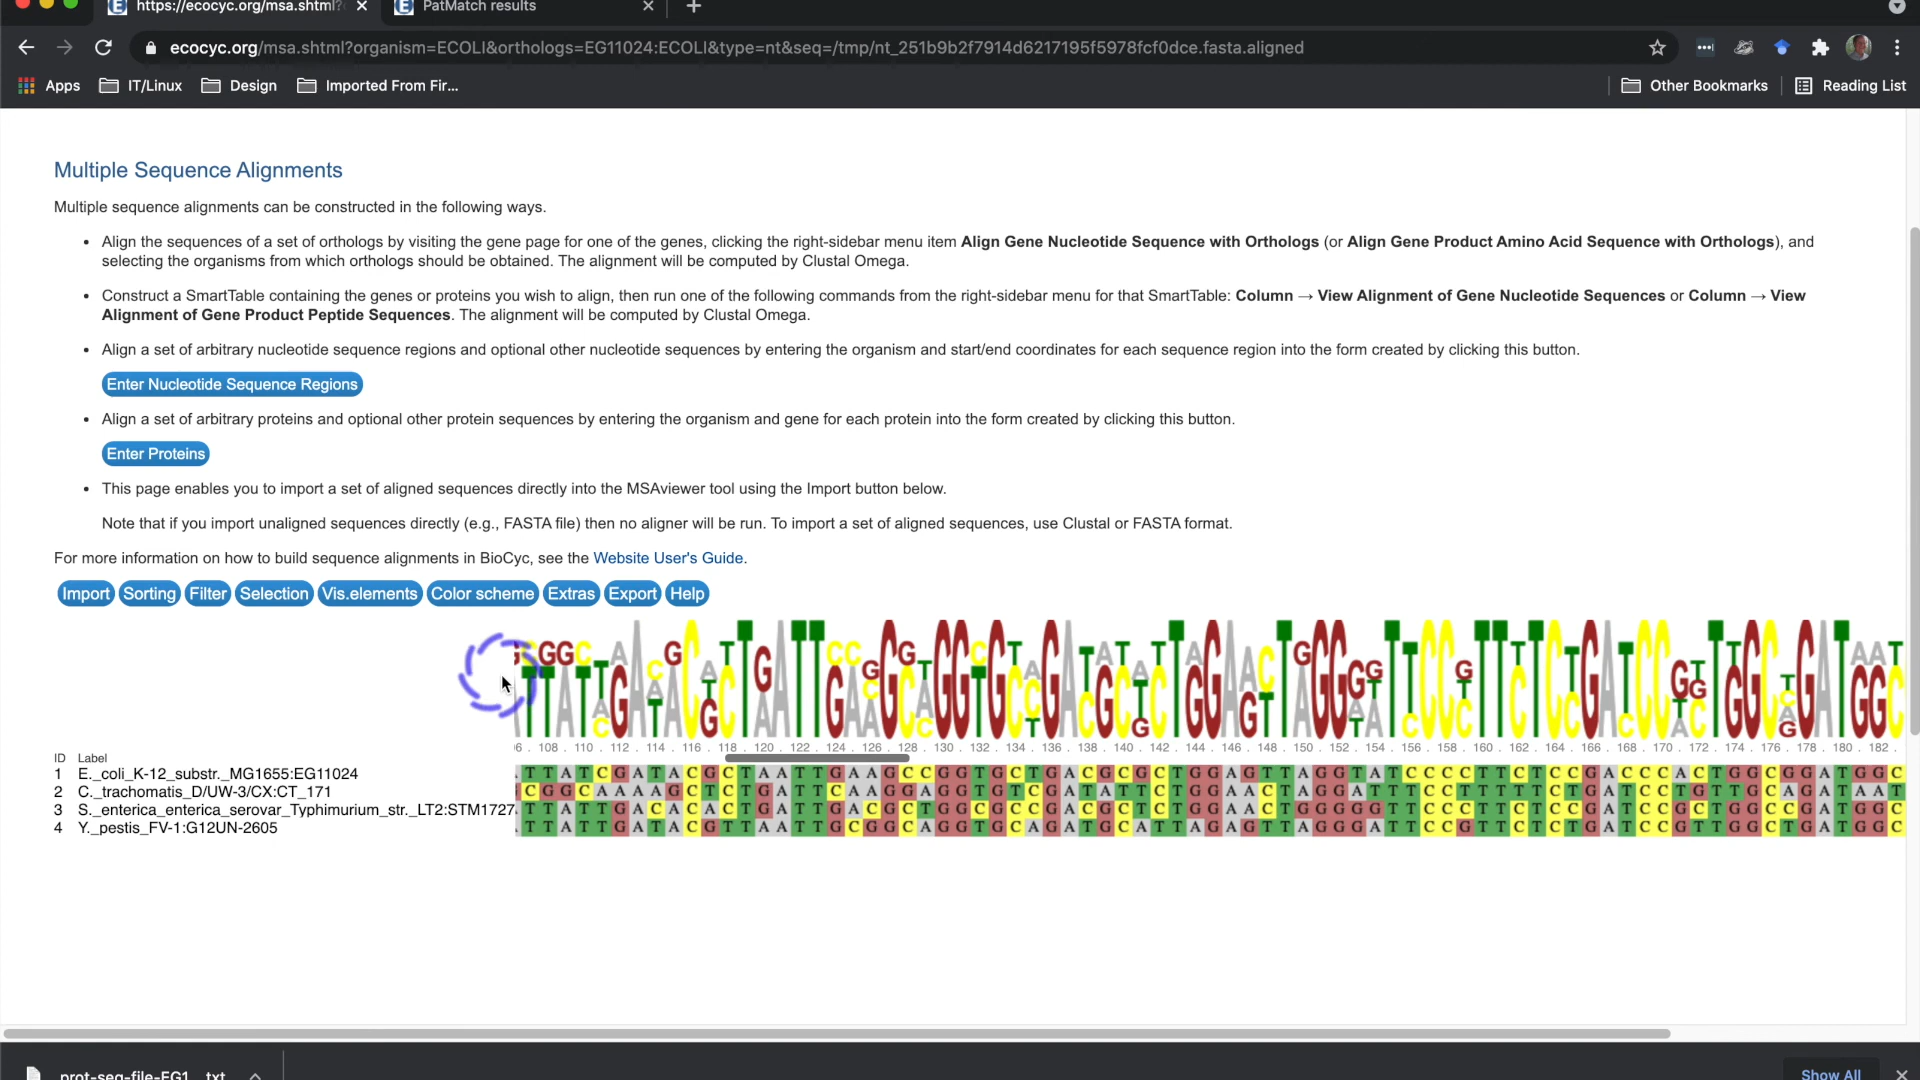 https://ecocyc.org/msa.shtml?
PatMatch results
ecocyc.org/msa.shtml?organism=ECOLI&orthologs=EG11024:ECOLI&type=nt&seq=/tmp/nt_251b9b2f7914d6217195f5978fcf0dce.fasta.aligned
Apps IT/Linux Design Imported From Fir... Other Bookmarks Reading List
Multiple Sequence Alignments
Multiple sequence alignments can be constructed in the following ways.
• Align the sequences of a set of orthologs by visiting the gene page for one of the genes, clicking the right-sidebar menu item Align Gene Nucleotide Sequence with Orthologs (or Align Gene Product Amino Acid Sequence with Orthologs), and
selecting the organisms from which orthologs should be obtained. The alignment will be computed by Clustal Omega.
• Construct a SmartTable containing the genes or proteins you wish to align, then run one of the following commands from the right-sidebar menu for that SmartTable: Column → View Alignment of Gene Nucleotide Sequences or Column → View
Alignment of Gene Product Peptide Sequences. The alignment will be computed by Clustal Omega.
• Align a set of arbitrary nucleotide sequence regions and optional other nucleotide sequences by entering the organism and start/end coordinates for each sequence region into the form created by clicking this button.
Enter Nucleotide Sequence Regions
• Align a set of arbitrary proteins and optional other protein sequences by entering the organism and gene for each protein into the form created by clicking this button.
Enter Proteins
• This page enables you to import a set of aligned sequences directly into the MSAviewer tool using the Import button below.
Note that if you import unaligned sequences directly (e.g., FASTA file) then no aligner will be run. To import a set of aligned sequences, use Clustal or FASTA format.
For more information on how to build sequence alignments in BioCyc, see the Website User's Guide.
Import Sorting Filter Selection Vis.elements Color scheme Extras Export Help
108 . 110 . 112 . 114 . 116 . 118 . 120 . 122 . 124 . 126 . 128 . 130 . 132 . 134 . 136 . 138 . 140 . 142 . 144 . 146 . 148 . 150 . 152 . 154 . 156 . 158 . 160 . 162 . 164 . 166 . 168 . 170 . 172 . 174 . 176 . 178 . 180 . 182 .
ID Label
1 E._coli_K-12_substr._MG1655:EG11024 TTATCGATACGCTAATTGAAGCCGGTGCTGACGCGCTGGAGTTAGGTATCCCCTTCTCCGACCCACTGGCGGATGGC
2 C._trachomatis_D/UW-3/CX:CT_171 CGGCAAAAGCTCTGATTCAAGGAGGTGTCGATATTCTGGAACTAGGATTTCCTTTTTCTGATCCTGTTGCAGATAAT
3 S._enterica_enterica_serovar_Typhimurium_str._LT2:STM1727 TTATTGACCACTGATTGACGCTGGCGCCGACGCTCTGGAACTGGGGGTTCCCTTCTCCGATCCGCTGGCCGATGGC
4 Y._pestis_FV-1:G12UN-2605 TTATTGATACGTTAATTGCGGCAGGTGCAGATGCATTAGAGTTAGGGATTCCGTTCTCTGATCCGTTGGCTGATGGC
prot-seq-file-EG1....txt
Show All